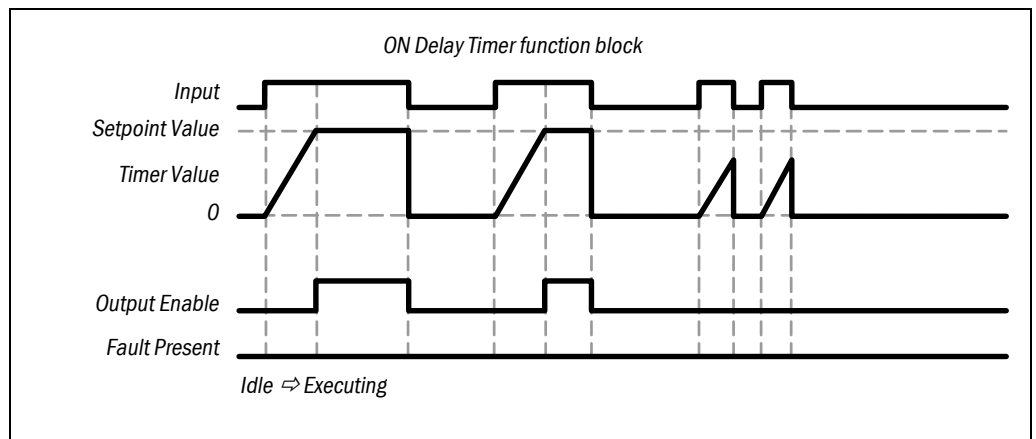 ON Delay Timer function block
Input
Setpoint Value
Timer Value
0
Output Enable
Fault Present
Idle ⇨ Executing